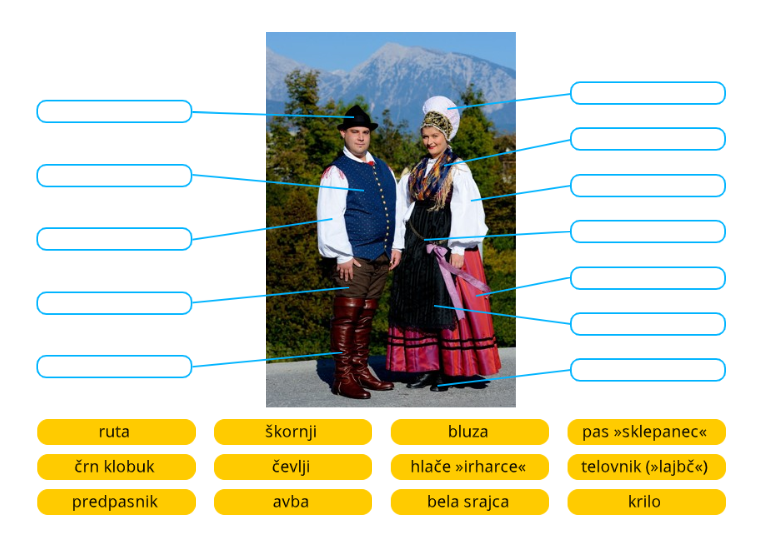 ruta
škornji
bluza
pas »sklepanec«
črn klobuk
čevlji
hlače »irharce«
telovnik (»lajbč«)
predpasnik
avba
bela srajca
krilo